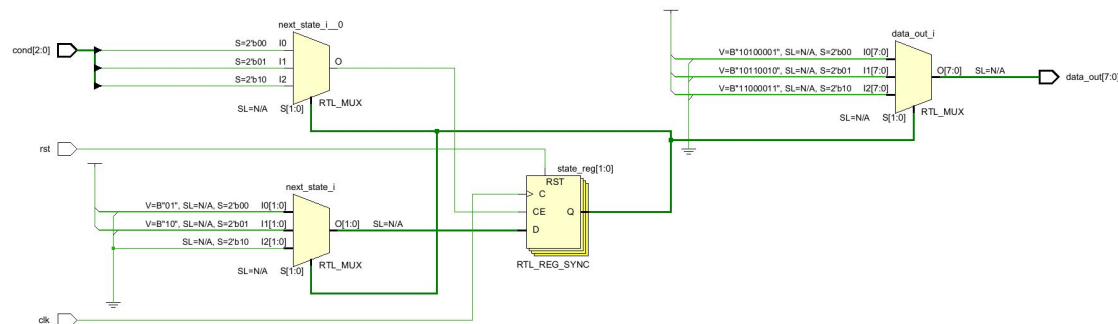 next_state_i__0
cond[2:0]
S=2'b00 I0
S=2'b01 I1
S=2'b10 I2
O
SL=N/A S[1:0]
RTL_MUX
data_out_i
V=B"10100001", SL=N/A, S=2'b00 I0[7:0]
V=B"10110010", SL=N/A, S=2'b01 I1[7:0]
V=B"11000011", SL=N/A, S=2'b10 I2[7:0]
O[7:0] SL=N/A
data_out[7:0]
SL=N/A S[1:0]
RTL_MUX
rst
state_reg[1:0]
RST
C
CE
D
Q
RTL_REG_SYNC
next_state_i
V=B"01", SL=N/A, S=2'b00 I0[1:0]
V=B"10", SL=N/A, S=2'b01 I1[1:0]
SL=N/A, S=2'b10 I2[1:0]
O[1:0] SL=N/A
SL=N/A S[1:0]
RTL_MUX
clk